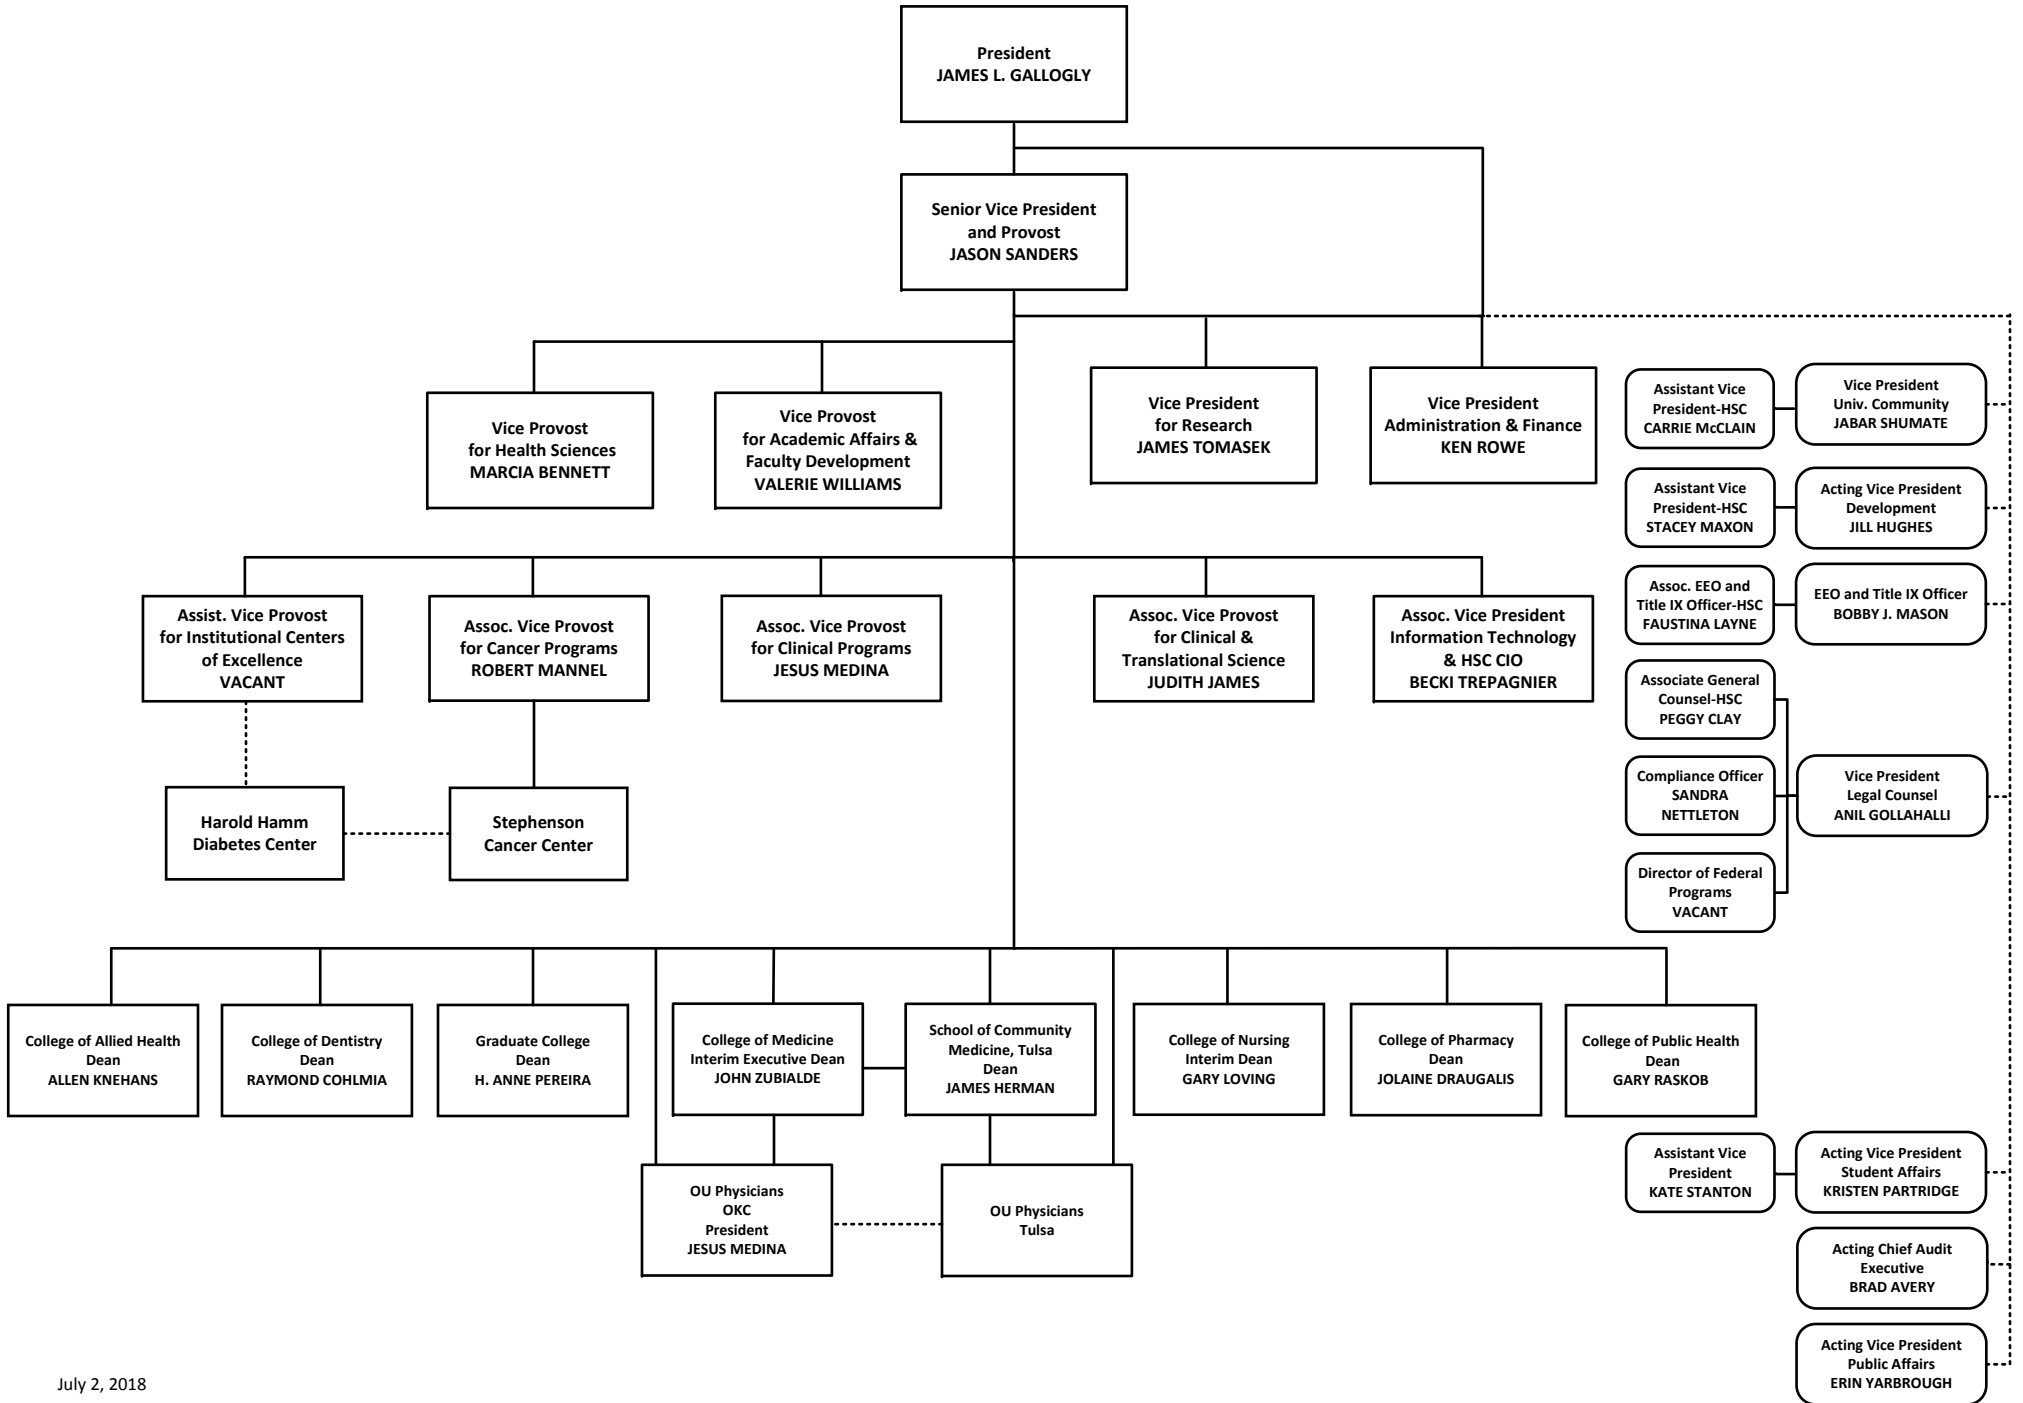 President
JAMES L. GALLOGLY
Senior Vice President
and Provost
JASON SANDERS
Vice Provost
for Health Sciences
MARCIA BENNETT
Vice Provost
for Academic Affairs &
Faculty Development
VALERIE WILLIAMS
Vice President
for Research
JAMES TOMASEK
Vice President
Administration & Finance
KEN ROWE
Assistant Vice
President-HSC
CARRIE McCLAIN
Vice President
Univ. Community
JABAR SHUMATE
Assistant Vice
President-HSC
STACEY MAXON
Acting Vice President
Development
JILL HUGHES
Assoc. EEO and
Title IX Officer-HSC
FAUSTINA LAYNE
EEO and Title IX Officer
BOBBY J. MASON
Assist. Vice Provost
for Institutional Centers
of Excellence
VACANT
Assoc. Vice Provost
for Cancer Programs
ROBERT MANNEL
Assoc. Vice Provost
for Clinical Programs
JESUS MEDINA
Assoc. Vice Provost
for Clinical &
Translational Science
JUDITH JAMES
Assoc. Vice President
Information Technology
& HSC CIO
BECKI TREPAGNIER
Associate General
Counsel-HSC
PEGGY CLAY
Compliance Officer
SANDRA
NETTLETON
Vice President
Legal Counsel
ANIL GOLLAHALLI
Director of Federal
Programs
VACANT
Harold Hamm
Diabetes Center
Stephenson
Cancer Center
College of Allied Health
Dean
ALLEN KNEHANS
College of Dentistry
Dean
RAYMOND COHLMIA
Graduate College
Dean
H. ANNE PEREIRA
College of Medicine
Interim Executive Dean
JOHN ZUBIALDE
School of Community
Medicine, Tulsa
Dean
JAMES HERMAN
College of Nursing
Interim Dean
GARY LOVING
College of Pharmacy
Dean
JOLAINE DRAUGALIS
College of Public Health
Dean
GARY RASKOB
OU Physicians
OKC
President
JESUS MEDINA
OU Physicians
Tulsa
Assistant Vice
President
KATE STANTON
Acting Vice President
Student Affairs
KRISTEN PARTRIDGE
Acting Chief Audit
Executive
BRAD AVERY
Acting Vice President
Public Affairs
ERIN YARBROUGH
July 2, 2018